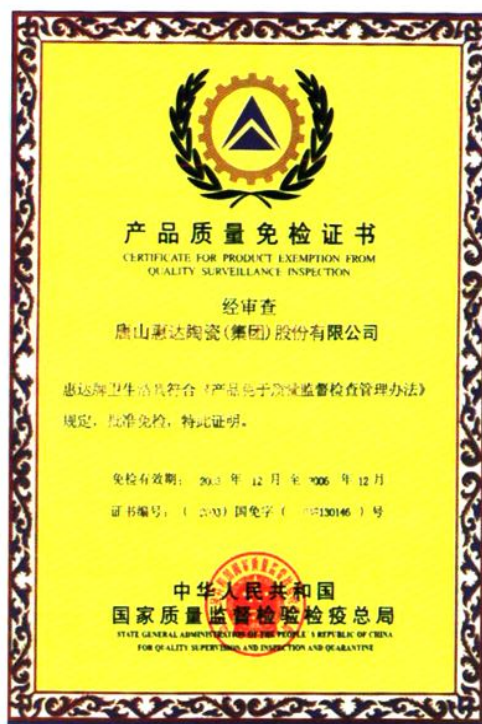 产品质量免检证书
CERTIFICATE FOR PRODUCT EXEMPTION FROM
QUALITY SURVEILLANCE INSPECTION
经审查
唐山惠达陶瓷(集团)股份有限公司
惠达牌卫生洁具符合《产品免于质量监督检查管理办法》
规定，批准免检，特此证明。
免检有效期： 年 12 月 至 2006 年 12 月
证书编号：（ ）国免字（ 130146 ）号
中华人民共和国
国家质量监督检验检疫总局
STATE GENERAL ADMINISTRATION OF THE PEOPLE'S REPUBLIC OF CHINA
FOR QUALITY SUPERVISION AND INSPECTION AND QUARANTINE